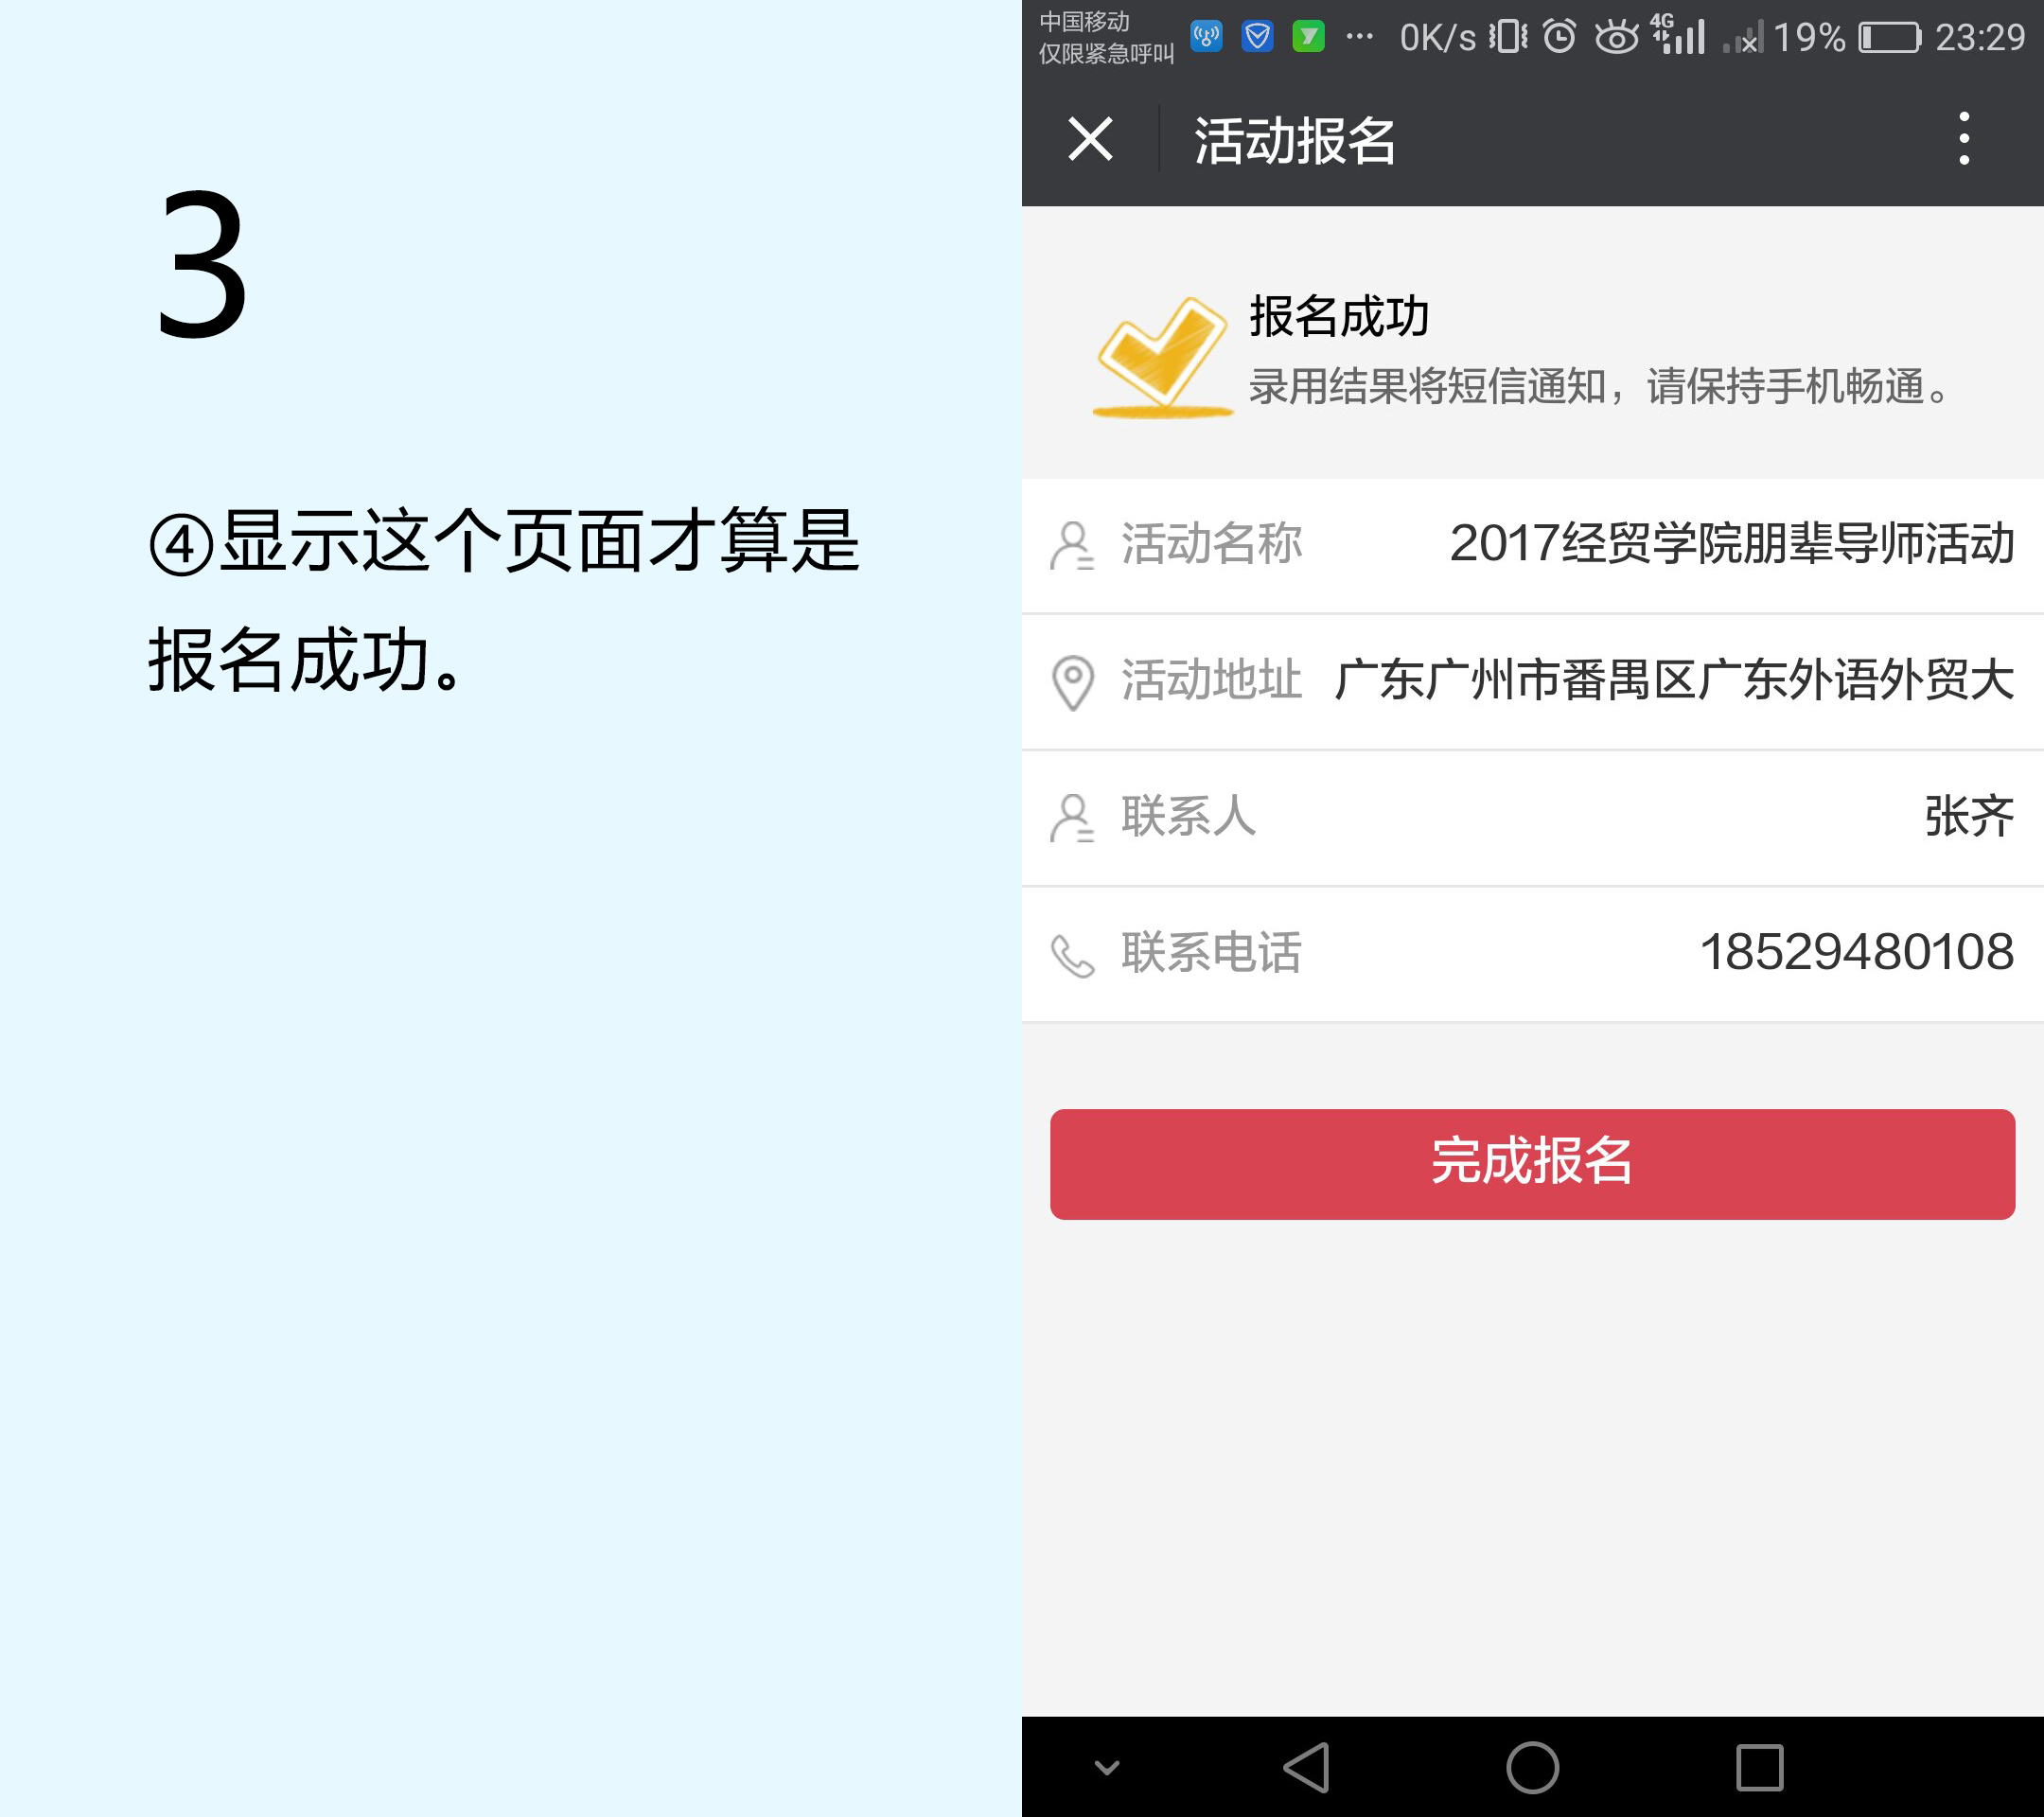 3
④显示这个页面才算是
报名成功。
中国移动
仅限紧急呼叫
0K/s 4G 19% 23:29
活动报名
报名成功
录用结果将短信通知，请保持手机畅通。
活动名称 2017经贸学院朋辈导师活动
活动地址 广东广州市番禺区广东外语外贸大
联系人 张齐
联系电话 18529480108
完成报名